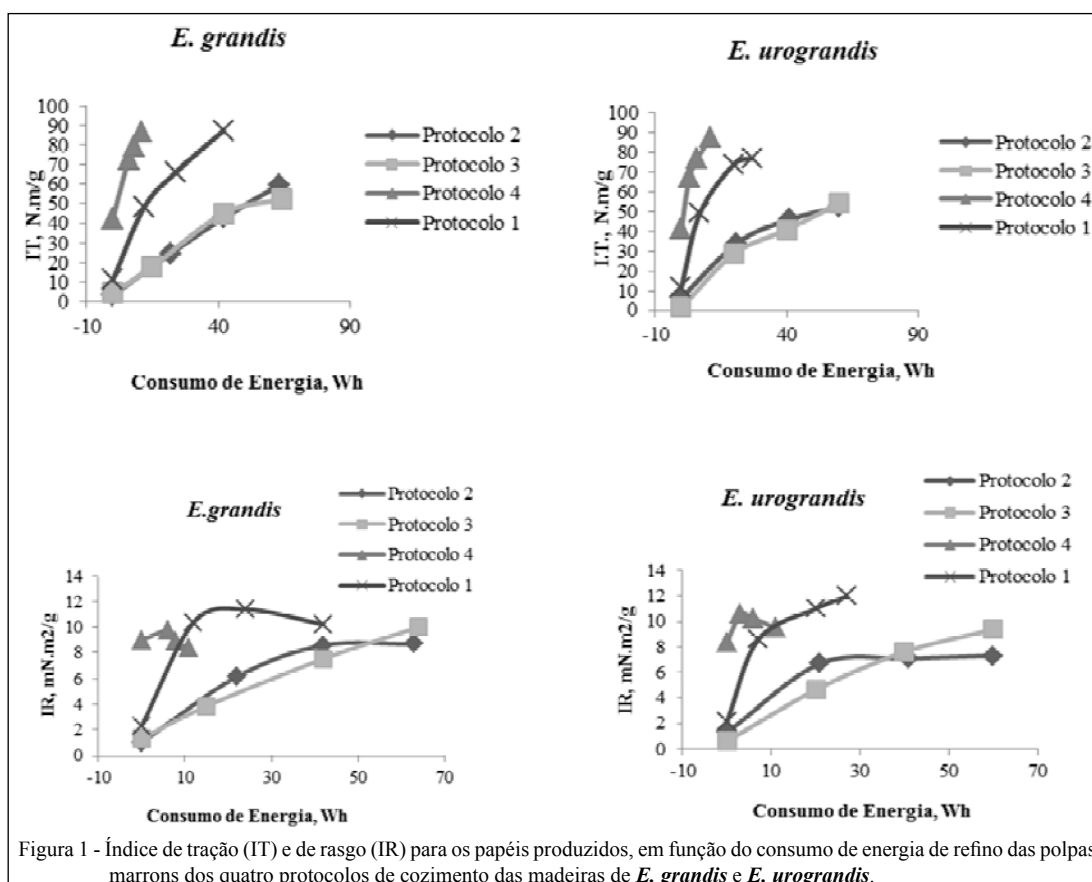 E. grandis
100
90
80
70
60
50
40
30
20
10
0
-10 40 90
IT, N.m/g
Consumo de Energia, Wh
Protocolo 2
Protocolo 3
Protocolo 4
Protocolo 1
E. urograndis
100
90
80
70
60
50
40
30
20
10
0
-10 40 90
I.T., N.m/g
Consumo de Energia, Wh
Protocolo 2
Protocolo 3
Protocolo 4
Protocolo 1
E.grandis
14
12
10
8
6
4
2
0
-10 10 30 50 70
IR, mN.m2/g
Consumo de Energia, Wh
Protocolo 2
Protocolo 3
Protocolo 4
Protocolo 1
E. urograndis
14
12
10
8
6
4
2
0
-10 10 30 50 70
IR, mN.m2/g
Consumo de Energia, Wh
Protocolo 2
Protocolo 3
Protocolo 4
Protocolo 1
Figura 1 - Índice de tração (IT) e de rasgo (IR) para os papéis produzidos, em função do consumo de energia de refino das polpas
marrons dos quatro protocolos de cozimento das madeiras de E. grandis e E. urograndis.